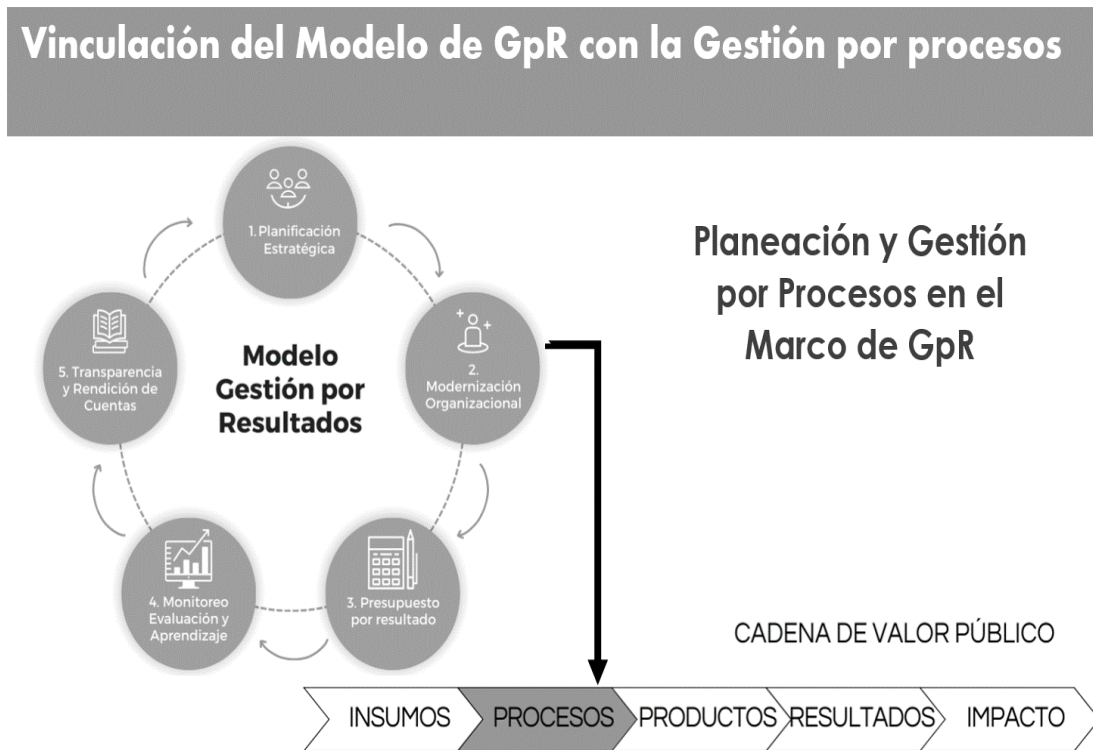 Vinculación del Modelo de GpR con la Gestión por procesos
1. Planificación
Estratégica
5. Transparencia
y Rendición de
Cuentas
Modelo
Gestión por
Resultados
2.
Modernización
Organizacional
4. Monitoreo
Evaluación y
Aprendizaje
3. Presupuesto
por resultado
Planeación y Gestión
por Procesos en el
Marco de GpR
CADENA DE VALOR PÚBLICO
INSUMOS
PROCESOS
PRODUCTOS
RESULTADOS
IMPACTO